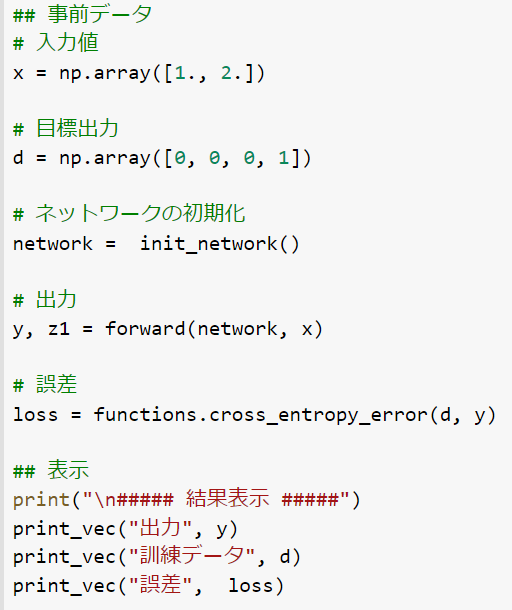 ## 事前データ
# 入力値
x = np.array([1., 2.])
# 目標出力
d = np.array([0, 0, 0, 1])
# ネットワークの初期化
network =  init_network()
# 出力
y, z1 = forward(network, x)
# 誤差
loss = functions.cross_entropy_error(d, y)
## 表示
print("\n##### 結果表示 #####")
print_vec("出力", y)
print_vec("訓練データ", d)
print_vec("誤差",  loss)